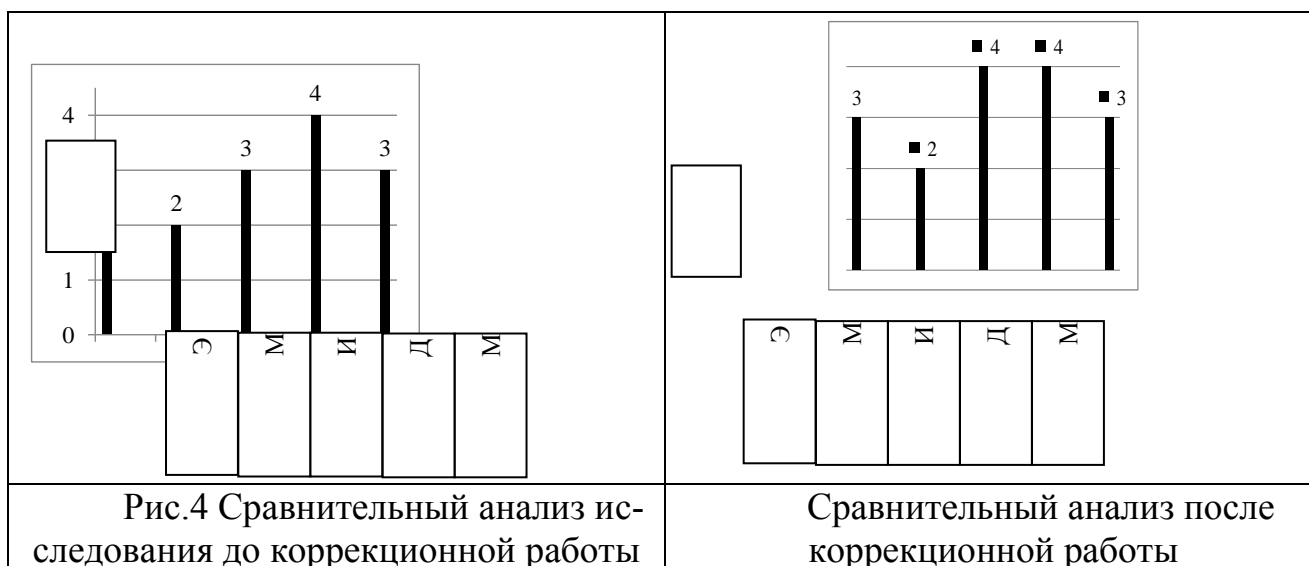 4
4
3
3
2
1
0
Э М И Д М
4 4
3 3
2
Э М И Д М
Рис.4 Сравнительный анализ ис-
следования до коррекционной работы
Сравнительный анализ после
коррекционной работы